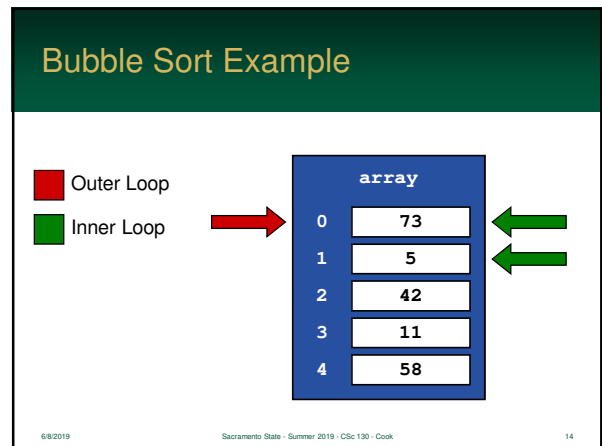 Bubble Sort Example
Outer Loop
Inner Loop
array
0 73
1 5
2 42
3 11
4 58
6/8/2019 Sacramento State - Summer 2019 - CSc 130 - Cook 14